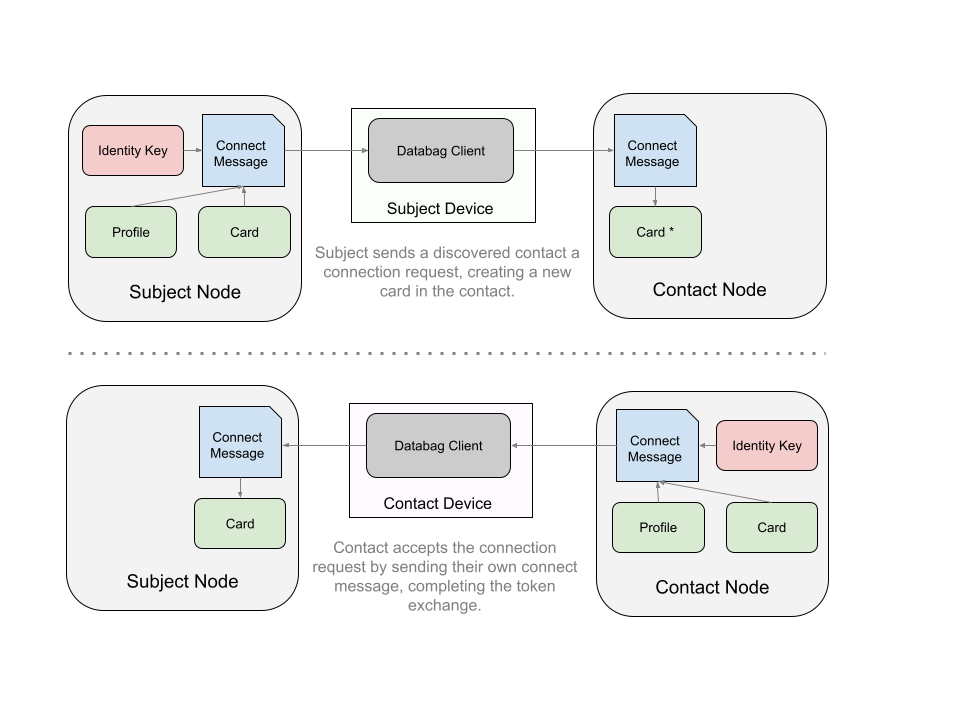 Identity Key
Connect
Message
Profile
Card
Subject Node
Databag Client
Subject Device
Subject sends a discovered contact a
connection request, creating a new
card in the contact.
Connect
Message
Card *
Contact Node
Connect
Message
Card
Subject Node
Databag Client
Contact Device
Contact accepts the connection
request by sending their own connect
message, completing the token
exchange.
Connect
Message
Identity Key
Profile
Card
Contact Node